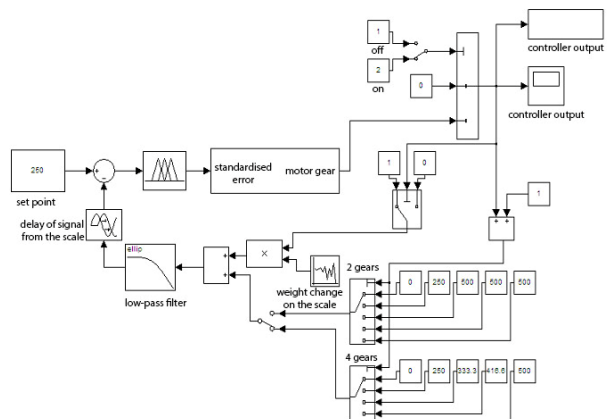 1
off
2
on
0
controller output
controller output
250
set point
standardised
error
motor gear
1
0
1
delay of signal
from the scale
ellip
low-pass filter
×
weight change
on the scale
2 gears
0
250
500
500
500
4 gears
0
250
333.3
416.6
500